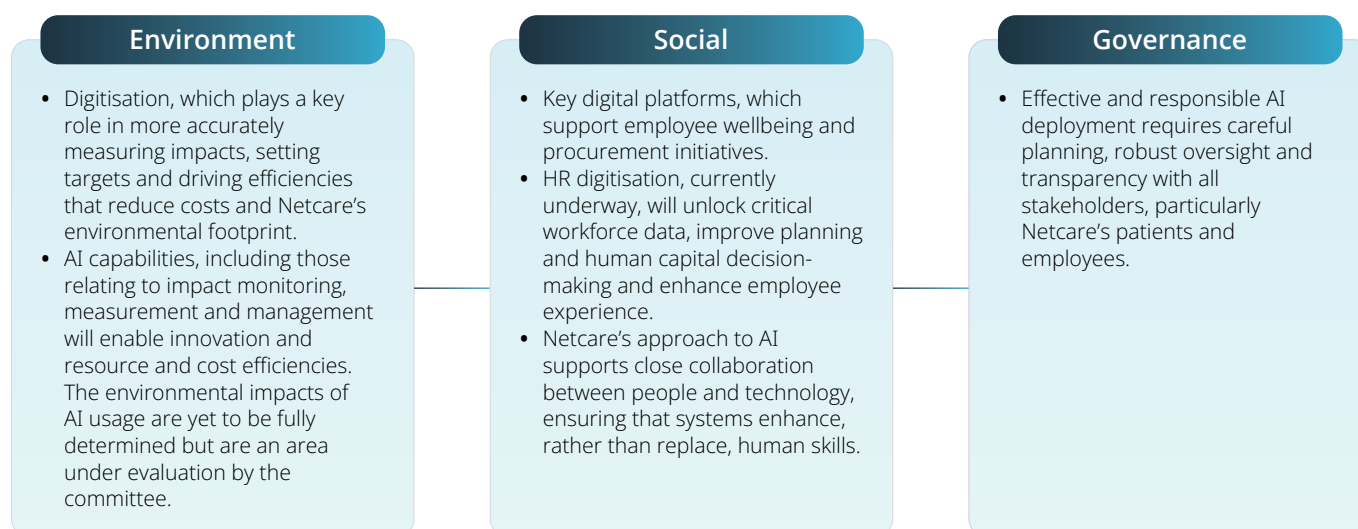 Environment
• Digitisation, which plays a key
role in more accurately
measuring impacts, setting
targets and driving efficiencies
that reduce costs and Netcare’s
environmental footprint.
• AI capabilities, including those
relating to impact monitoring,
measurement and management
will enable innovation and
resource and cost efficiencies.
The environmental impacts of
AI usage are yet to be fully
determined but are an area
under evaluation by the
committee.
Social
• Key digital platforms, which
support employee wellbeing and
procurement initiatives.
• HR digitisation, currently
underway, will unlock critical
workforce data, improve planning
and human capital decision-
making and enhance employee
experience.
• Netcare’s approach to AI
supports close collaboration
between people and technology,
ensuring that systems enhance,
rather than replace, human skills.
Governance
• Effective and responsible AI
deployment requires careful
planning, robust oversight and
transparency with all
stakeholders, particularly
Netcare’s patients and
employees.